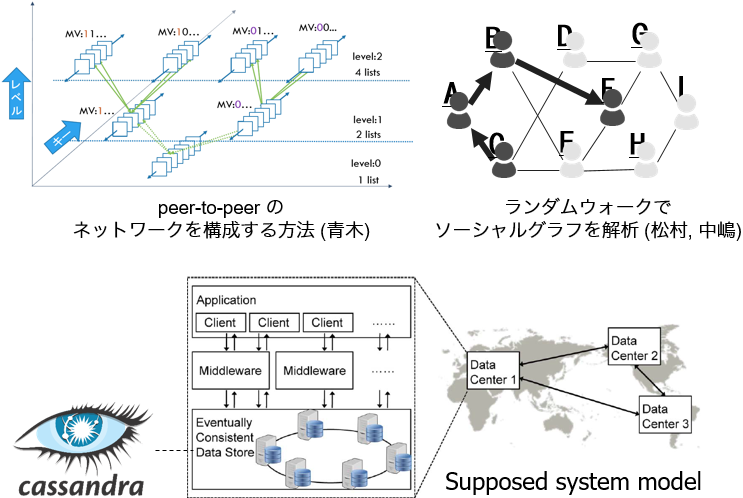 MV:11...
MV:10...
MV:01...
MV:00...
level:2
4 lists
レベル
MV:1...
MV:0...
level:1
2 lists
キー
level:0
1 list
peer-to-peer の
ネットワークを構成する方法 (青木)
B
D
G
A
F
I
C
E
H
ランダムウォークで
ソーシャルグラフを解析 (松村, 中嶋)
Application
Client
Client
Client
……
Middleware
Middleware
……
Eventually
Consistent
Data Store
Data
Center 1
Data
Center 2
Data
Center 3
cassandra
Supposed system model